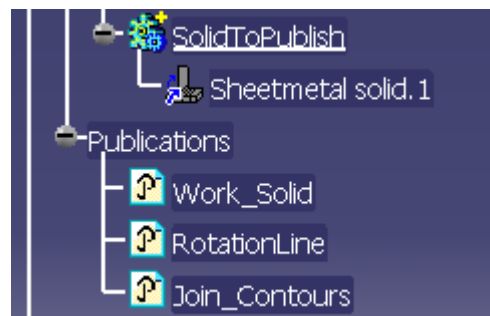 SolidToPublish
Sheetmetal solid.1
Publications
Work_Solid
RotationLine
Join_Contours